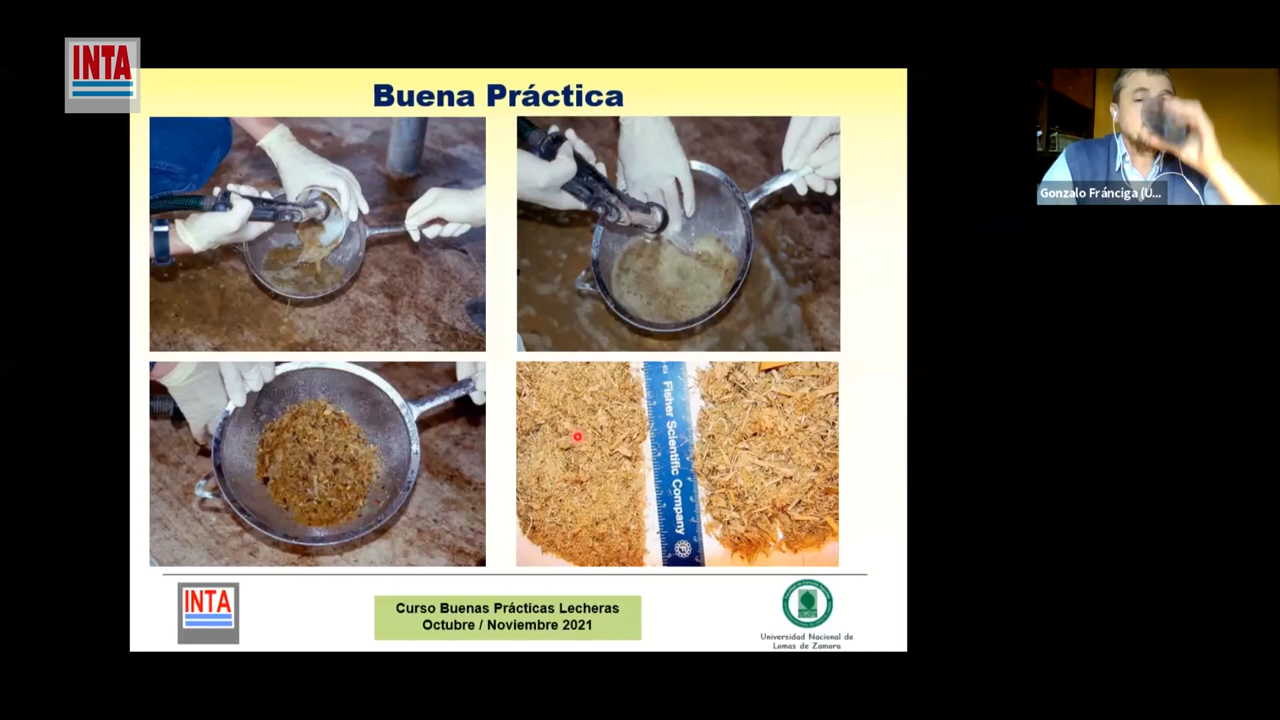 INTA
Buena Práctica
Gonzalo Fránciga (U...
Fisher Scientific Company
INTA
Curso Buenas Prácticas Lecheras
Octubre / Noviembre 2021
Universidad Nacional de
Lomas de Zamora